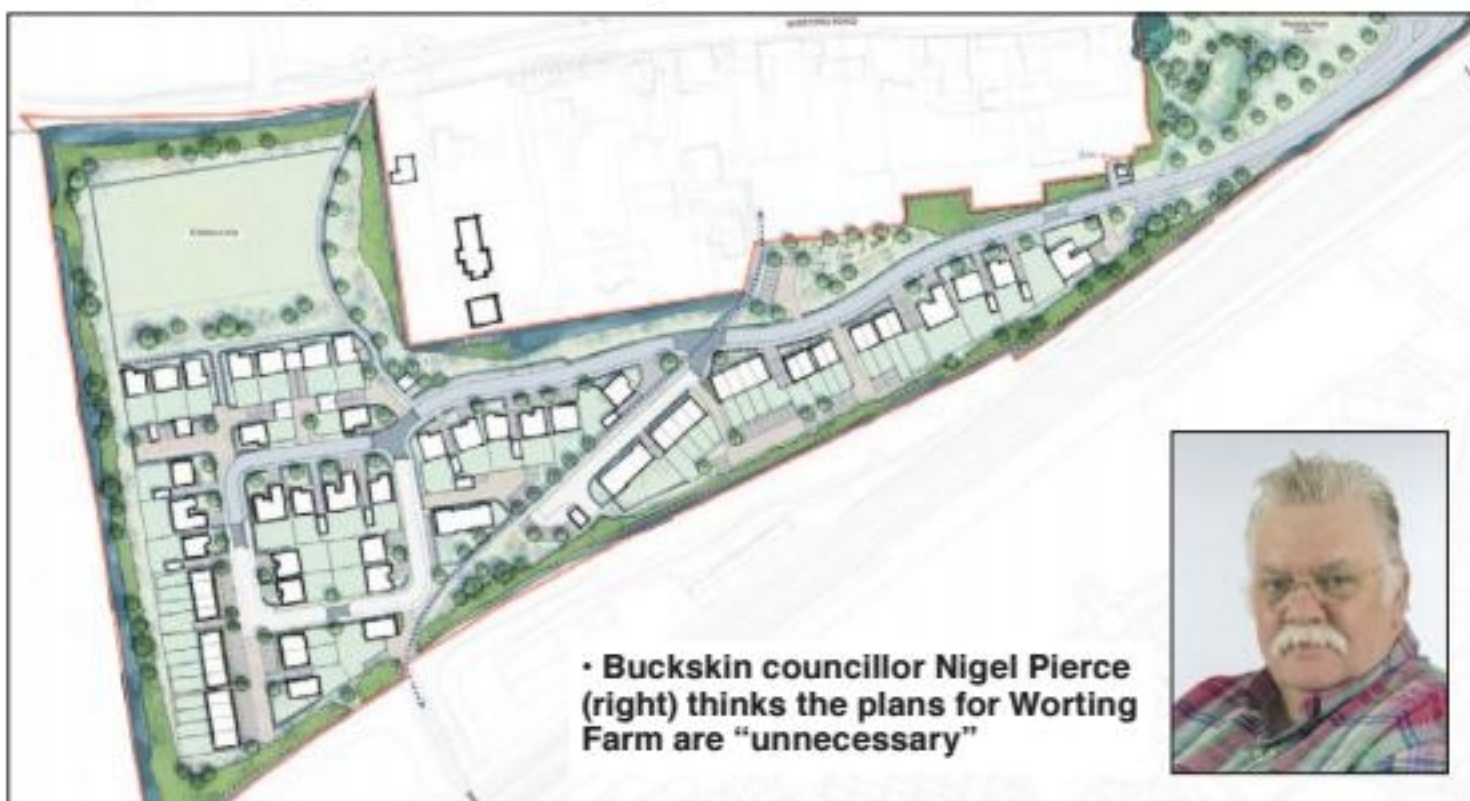 • Buckskin councillor Nigel Pierce
(right) thinks the plans for Worting
Farm are “unnecessary”